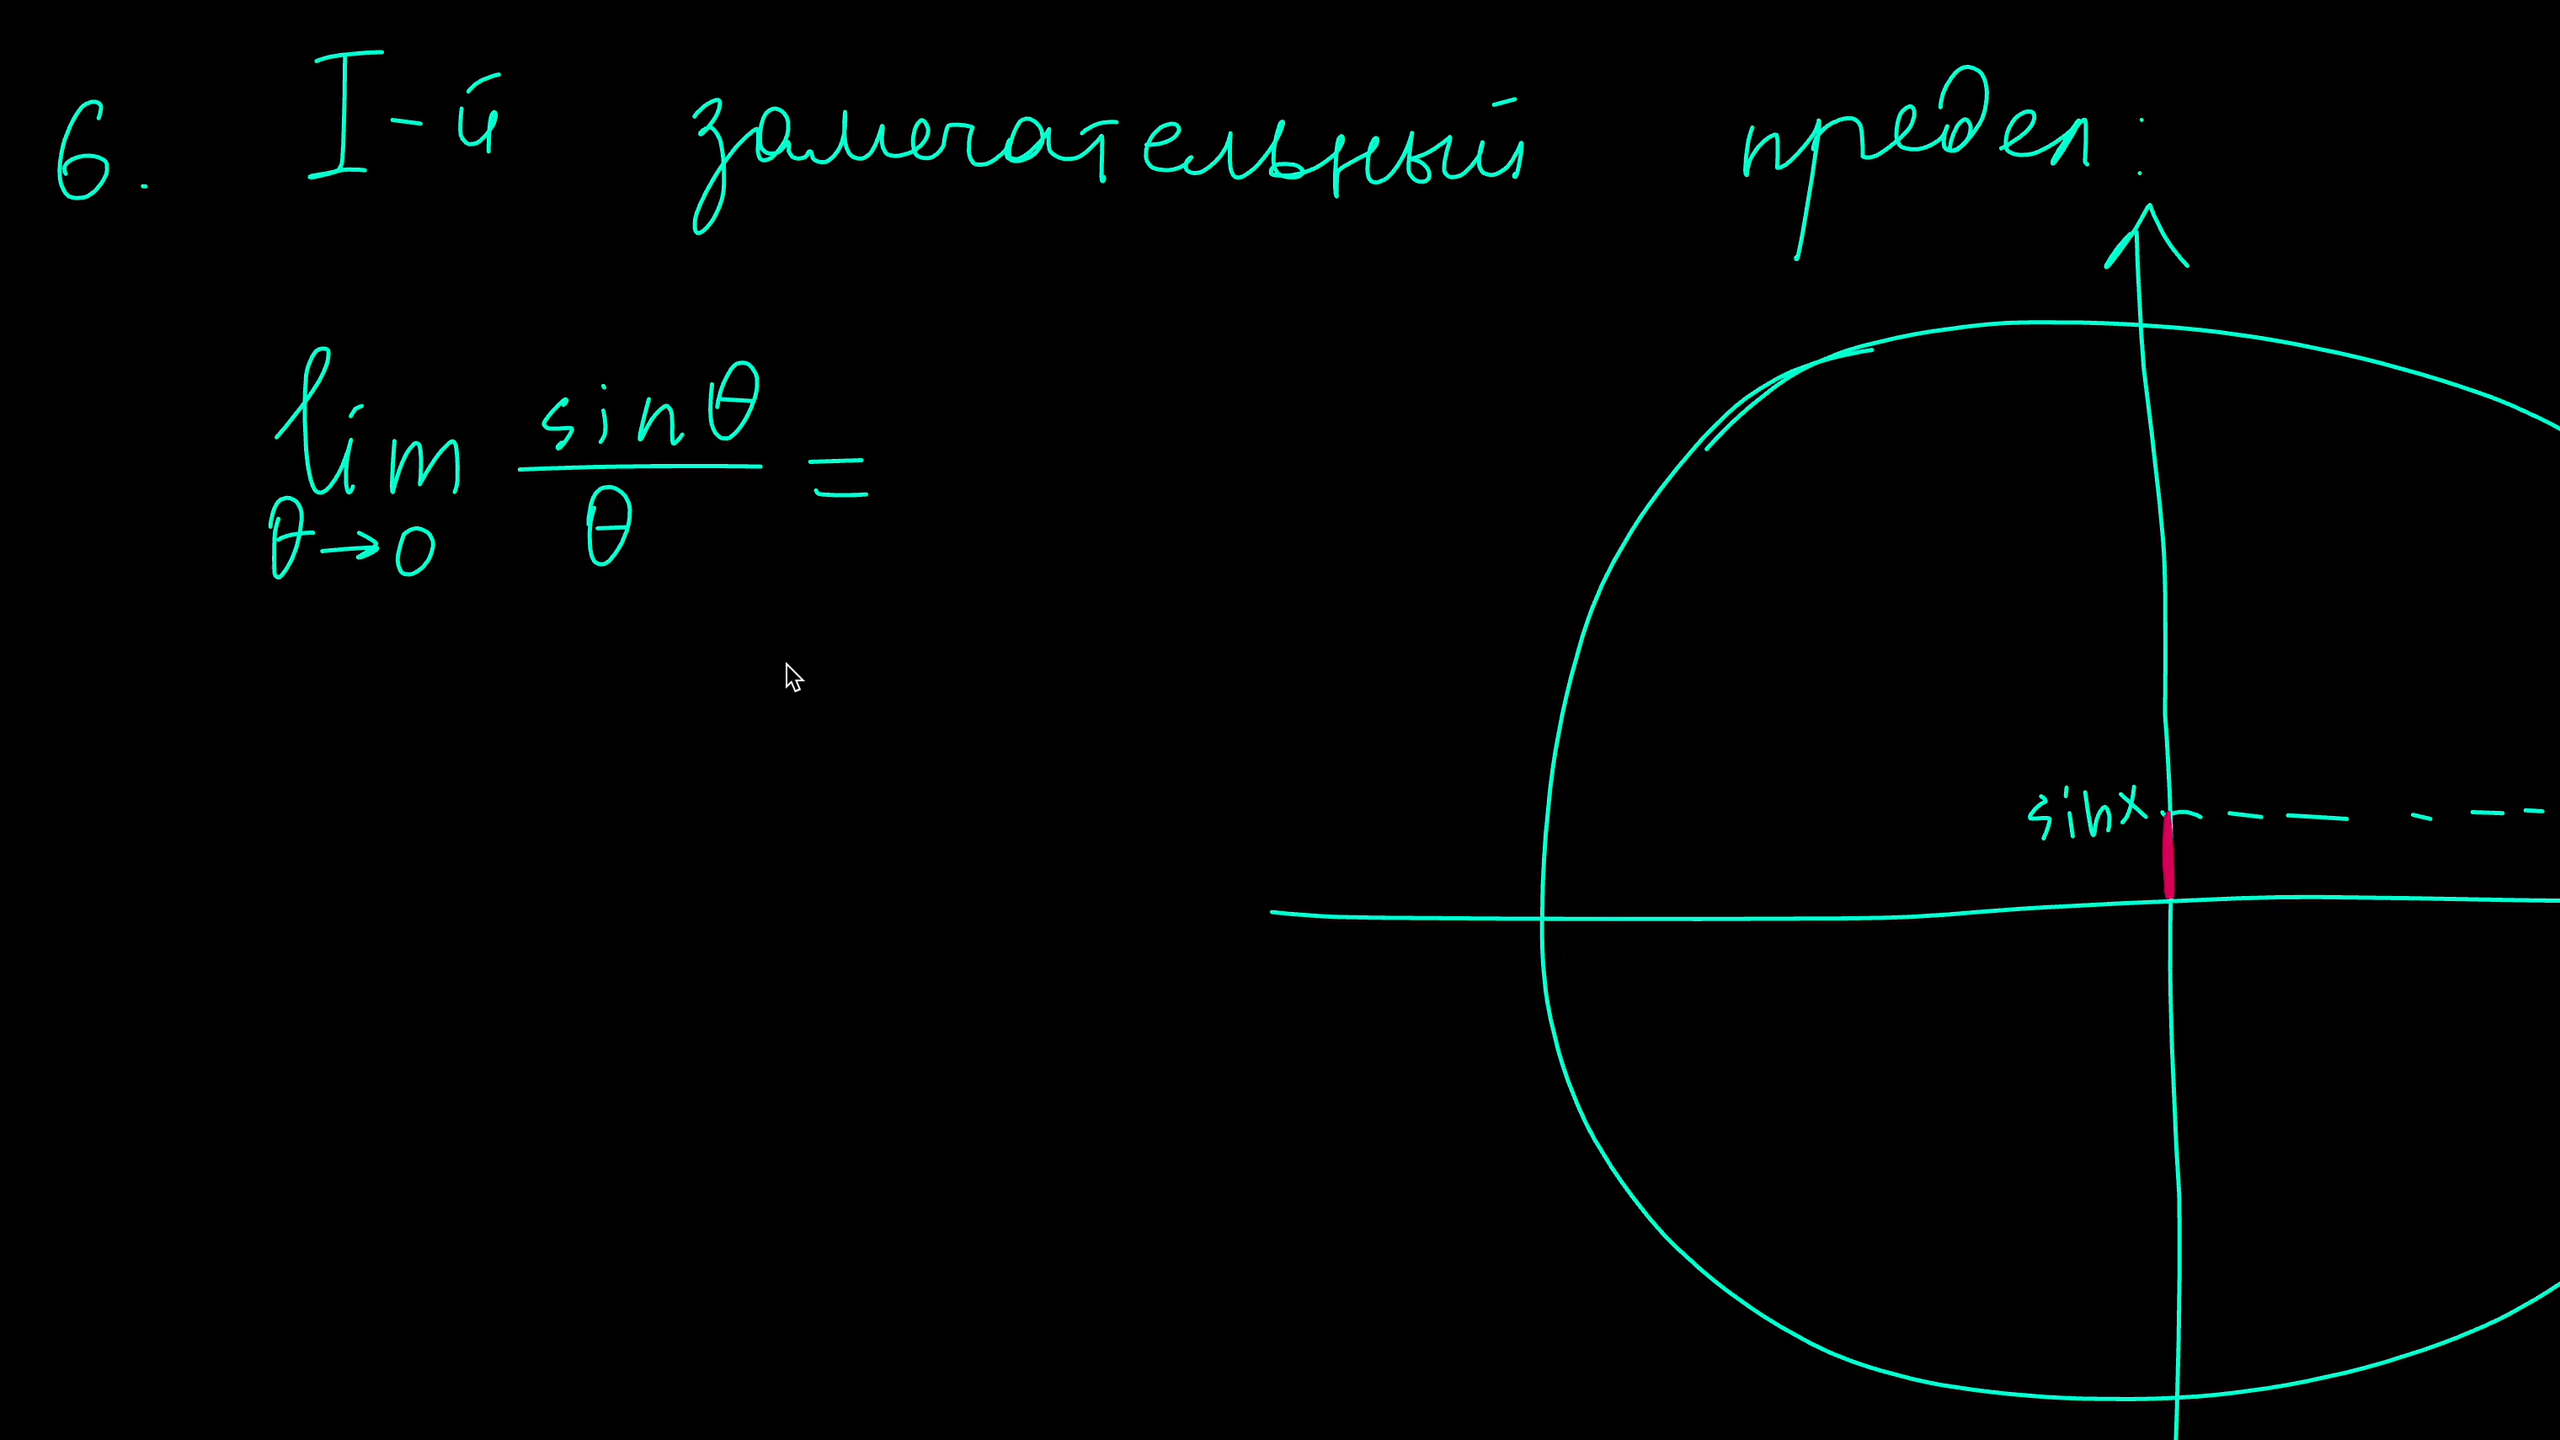 6. I-й замечательный предел:
lim sinθ/θ =
θ→0
sinx